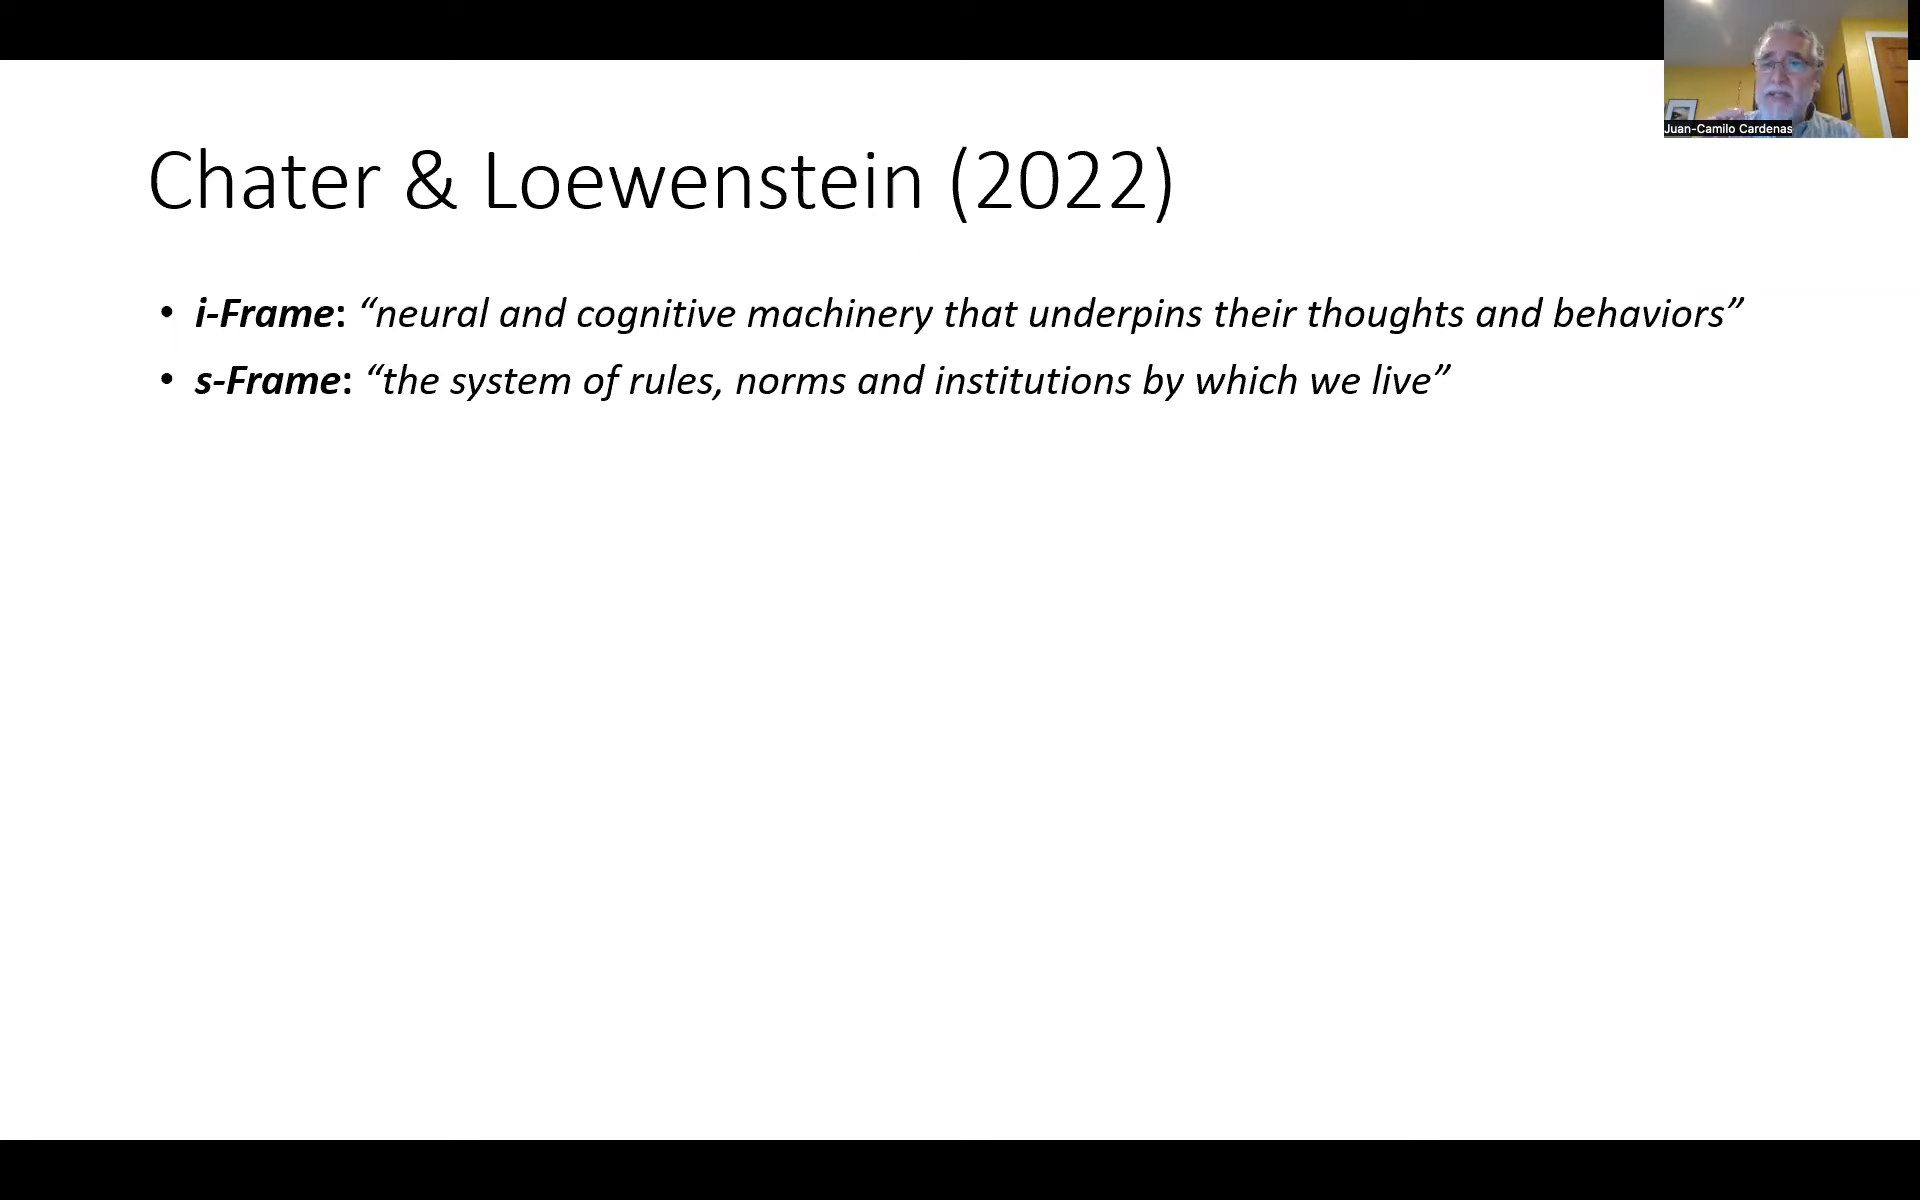 Juan-Camilo Cardenas
Chater & Loewenstein (2022)
• i-Frame: “neural and cognitive machinery that underpins their thoughts and behaviors”
• s-Frame: “the system of rules, norms and institutions by which we live”